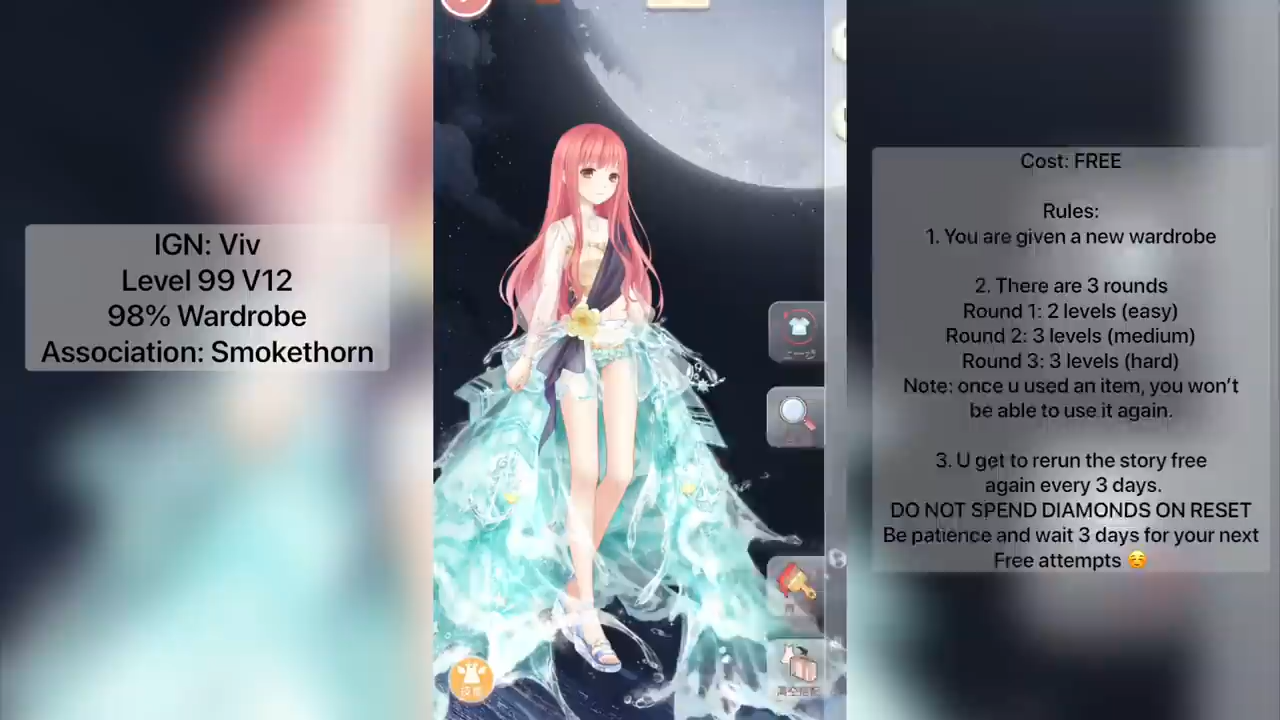 IGN: Viv
Level 99 V12
98% Wardrobe
Association: Smokethorn
Cost: FREE
Rules:
1. You are given a new wardrobe
2. There are 3 rounds
Round 1: 2 levels (easy)
Round 2: 3 levels (medium)
Round 3: 3 levels (hard)
Note: once u used an item, you won't
be able to use it again.
3. U get to rerun the story free
again every 3 days.
DO NOT SPEND DIAMONDS ON RESET
Be patience and wait 3 days for your next
Free attempts ☺️